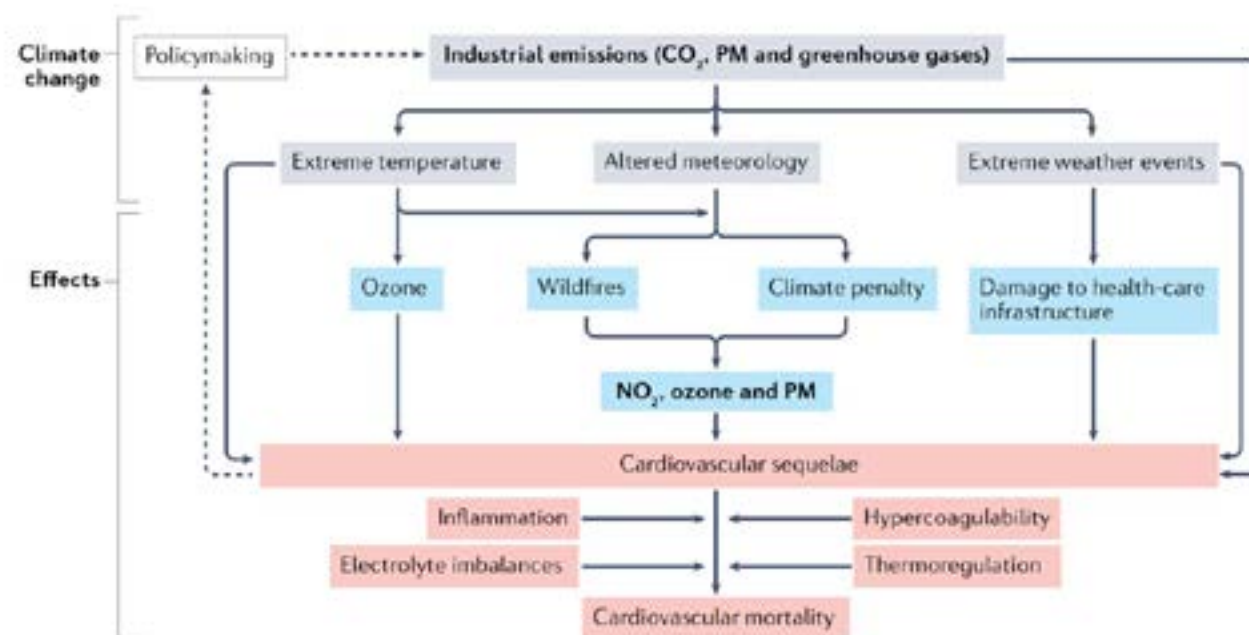 Climate
change
Policymaking
Industrial emissions (CO₂, PM and greenhouse gases)
Extreme temperature
Altered meteorology
Extreme weather events
Effects
Ozone
Wildfires
Climate penalty
Damage to health-care
infrastructure
NO₂, ozone and PM
Cardiovascular sequelae
Inflammation
Hypercoagulability
Electrolyte imbalances
Thermoregulation
Cardiovascular mortality